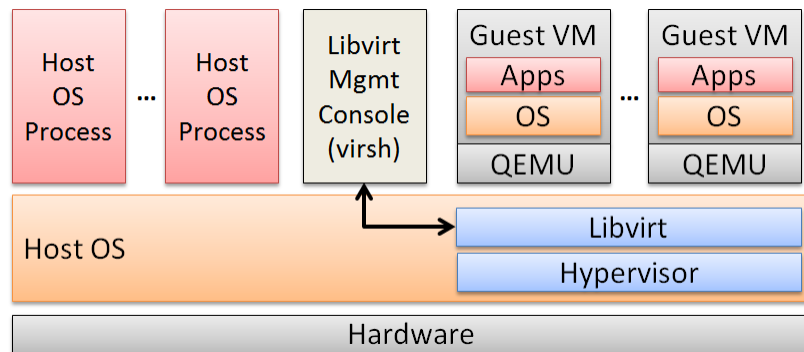 Host
OS
Process
...
Host
OS
Process
Libvirt
Mgmt
Console
(virsh)
Guest VM
Apps
OS
QEMU
...
Guest VM
Apps
OS
QEMU
Host OS
Libvirt
Hypervisor
Hardware